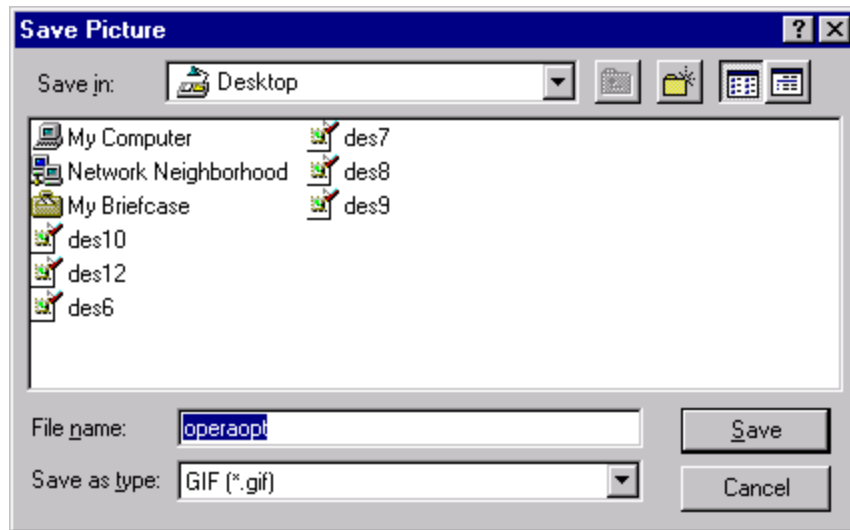 Save Picture
Save in: Desktop
My Computer des7
Network Neighborhood des8
My Briefcase des9
des10
des12
des6
File name: operaopt Save
Save as type: GIF (*.gif) Cancel